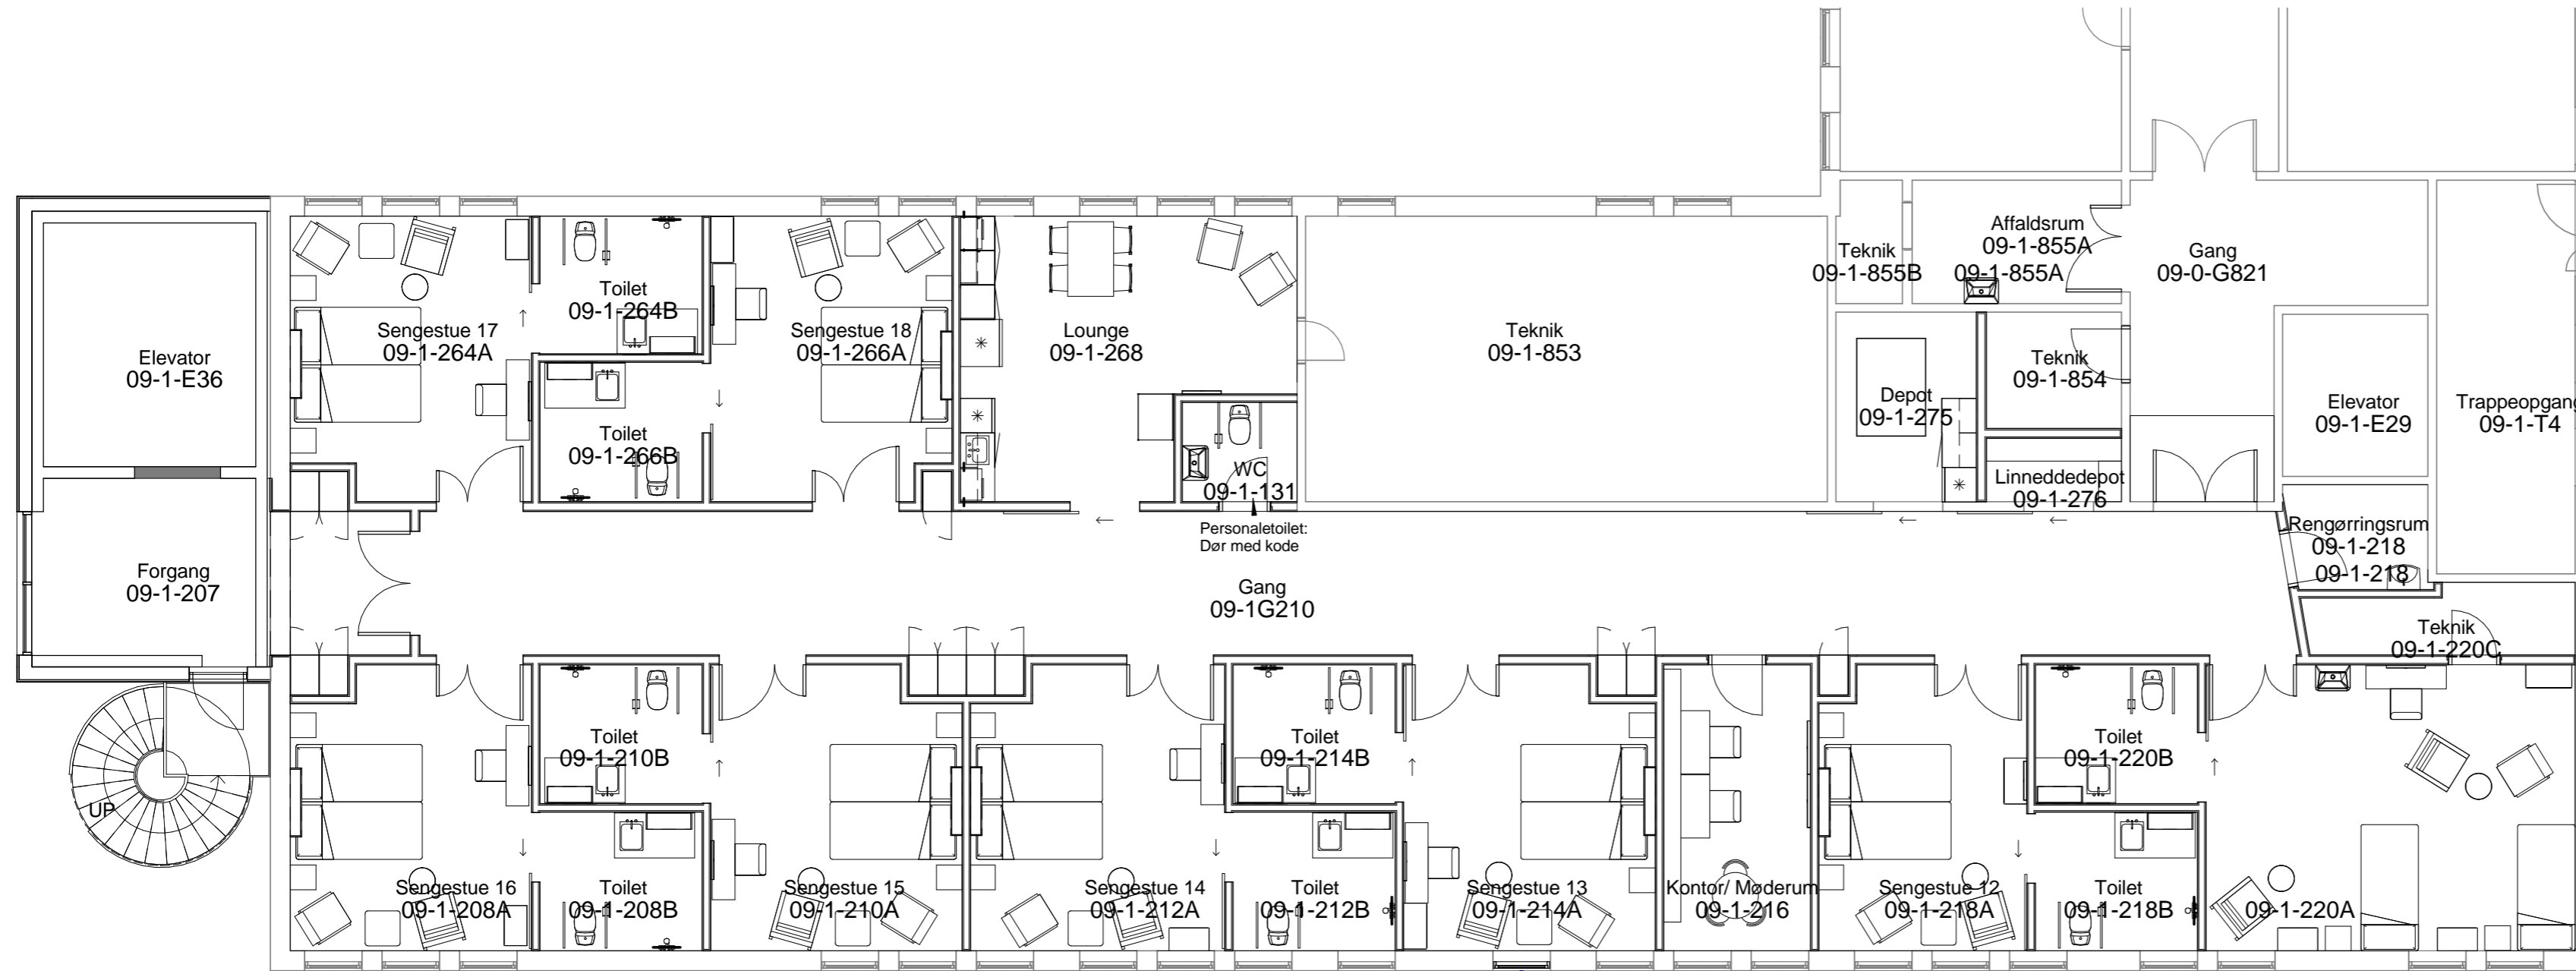 Elevator
09-1-E36
Forgang
09-1-207
UP
Sengestue 17
09-1-264A
Toilet
09-1-264B
Toilet
09-1-266B
Sengestue 18
09-1-266A
Lounge
09-1-268
WC
09-1-131
Personaletoilet:
Dør med kode
Teknik
09-1-853
Teknik
09-1-855B
Affaldsrum
09-1-855A
09-1-855A
Gang
09-0-G821
Depot
09-1-275
Teknik
09-1-854
Linneddedepot
09-1-276
Elevator
09-1-E29
Trappeopgang
09-1-T4
Rengørringsrum
09-1-218
09-1-218
Teknik
09-1-220C
Gang
09-1G210
Sengestue 16
09-1-208A
Toilet
09-1-210B
Toilet
09-1-208B
Sengestue 15
09-1-210A
Sengestue 14
09-1-212A
Toilet
09-1-214B
Toilet
09-1-212B
Sengestue 13
09-1-214A
Kontor/ Møderum
09-1-216
Sengestue 12
09-1-218A
Toilet
09-1-220B
Toilet
09-1-218B
09-1-220A